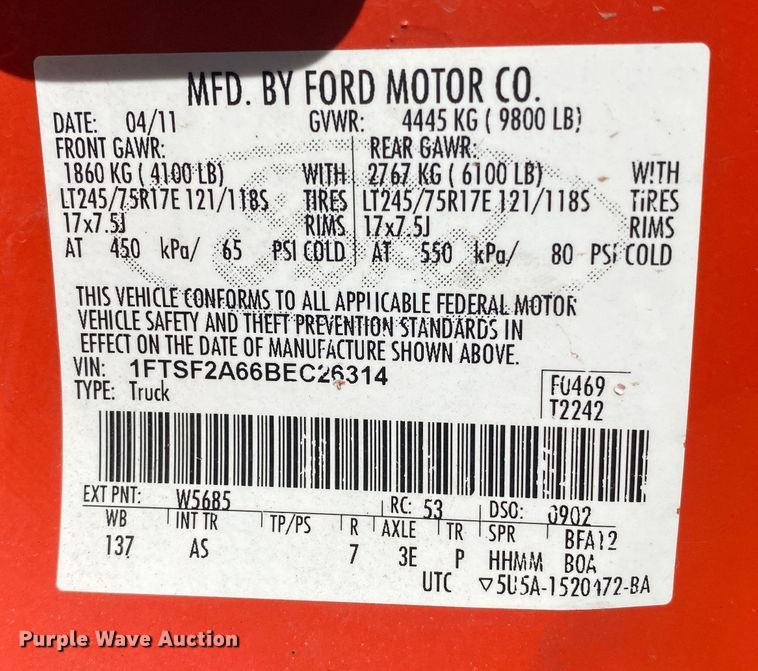 MFD. BY FORD MOTOR CO.
DATE: 04/11 GVWR: 4445 KG ( 9800 LB)
FRONT GAWR: REAR GAWR:
1860 KG ( 4100 LB) WITH 2767 KG ( 6100 LB) WITH
LT245/75R17E 121/118S TIRES LT245/75R17E 121/118S TIRES
17x7.5J RIMS 17x7.5J RIMS
AT 450 kPa/ 65 PSI COLD AT 550 kPa/ 80 PSI COLD
THIS VEHICLE CONFORMS TO ALL APPLICABLE FEDERAL MOTOR
VEHICLE SAFETY AND THEFT PREVENTION STANDARDS IN
EFFECT ON THE DATE OF MANUFACTURE SHOWN ABOVE.
VIN: 1FTSF2A66BEC26314
TYPE: Truck
F0469
T2242
EXT PNT: W5685 RC: 53 DSO: 0902
WB INT TR TP/PS R AXLE TR SPR BFA12
137 AS 7 3E P HHMM BOA
UTC ▽5U5A-1520472-BA
Purple Wave Auction